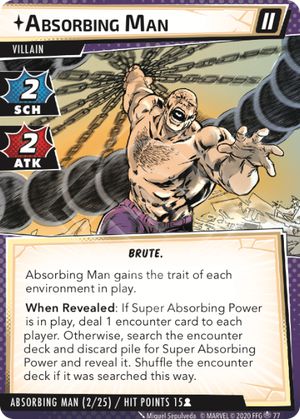 ABSORBING MAN
II
VILLAIN
2
SCH
2
ATK
BRUTE.
Absorbing Man gains the trait of each
environment in play.
When Revealed: If Super Absorbing Power
is in play, deal 1 encounter card to each
player. Otherwise, search the encounter
deck and discard pile for Super Absorbing
Power and reveal it. Shuffle the encounter
deck if it was searched this way.
ABSORBING MAN (2/25) / HIT POINTS 15
Miguel Sepulveda © MARVEL © 2020 FFG 77